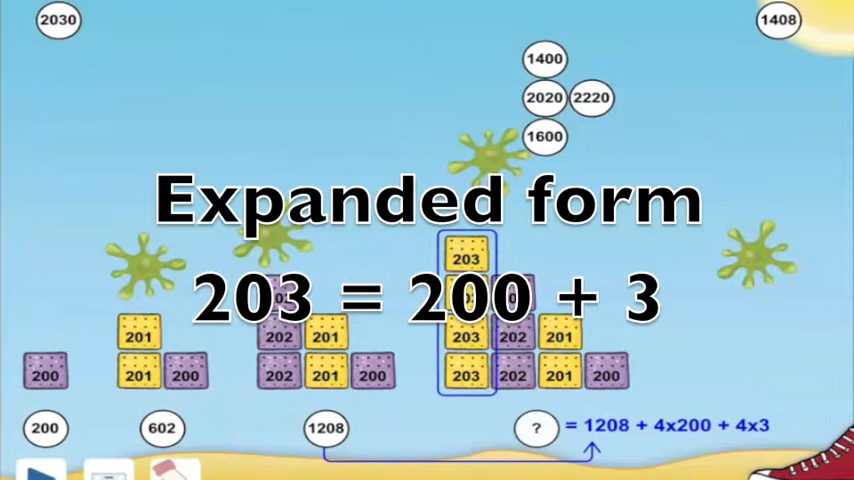 2030
1408
1400
2020 2220
1600
Expanded form
203
203 = 200 + 3
201
202 201
203 202 201
200
201 200
202 201 200
203 202 201 200
200
602
1208
? = 1208 + 4x200 + 4x3